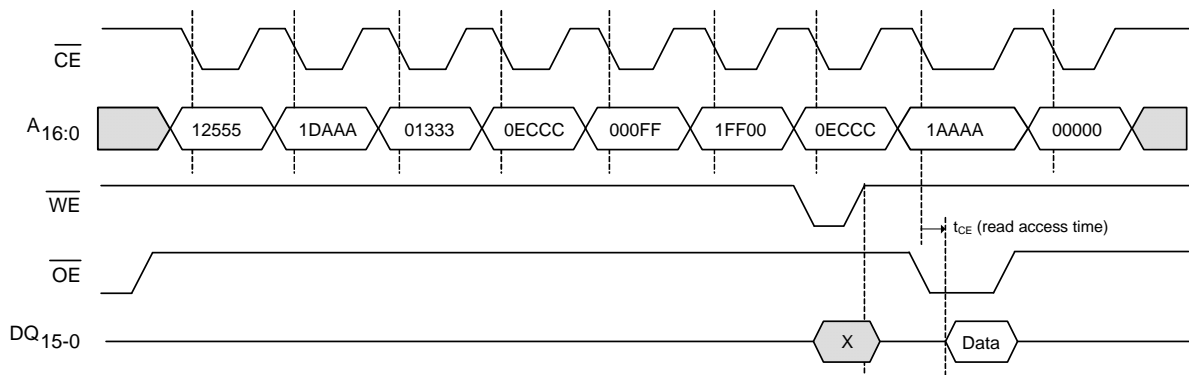 CE
A16:0 12555 1DAAA 01333 0ECCC 000FF 1FF00 0ECCC 1AAAA 00000
WE
tCE (read access time)
OE
DQ15-0 X Data